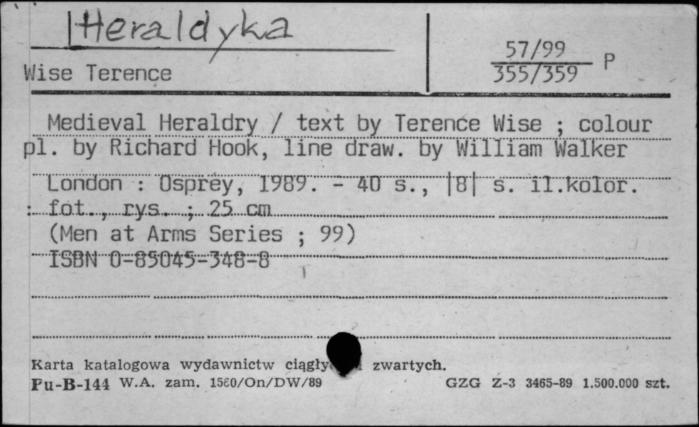 Heraldyka
57/99
355/359 P
Wise Terence
Medieval Heraldry / text by Terence Wise ; colour
pl. by Richard Hook, line draw. by William Walker
London : Osprey, 1989. - 40 s., |8| s. il.kolor.
: fot., rys. ; 25 cm
(Men at Arms Series ; 99)
ISBN 0-85045-348-8
Karta katalogowa wydawnictw zwartych.
Pu-B-144 W.A. zam. 1560/On/DW/89 GZG Z-3 3465-89 1.500.000 szt.